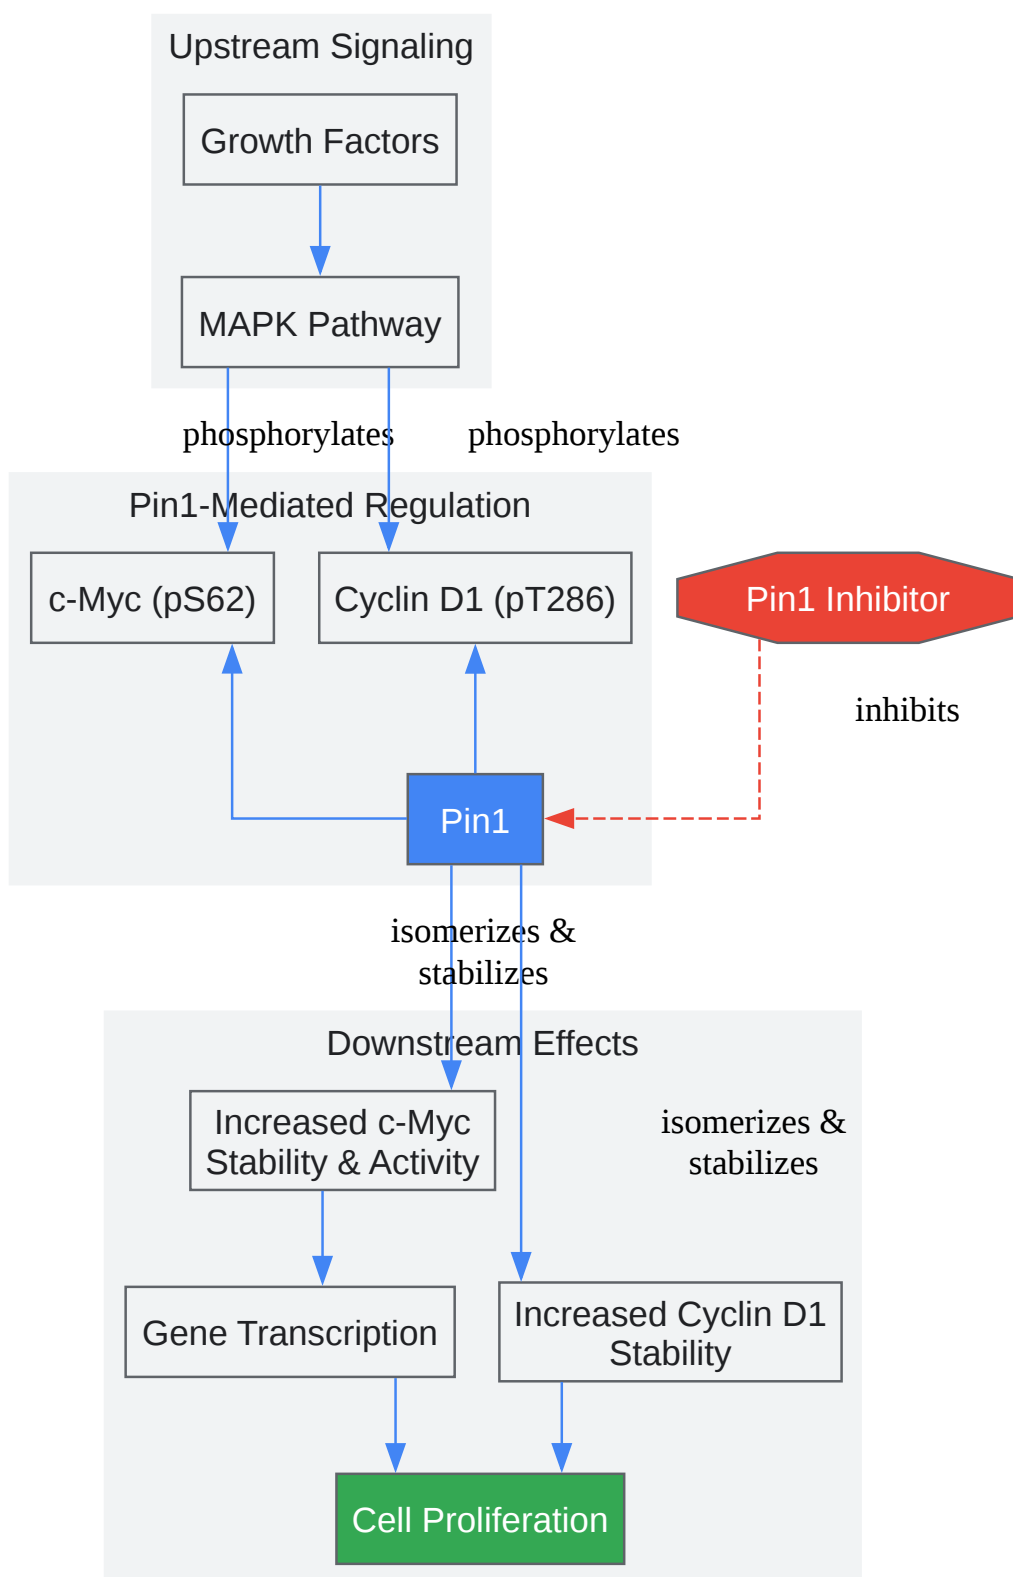 Upstream Signaling
Growth Factors
MAPK Pathway
phosphorylates
phosphorylates
Pin1-Mediated Regulation
c-Myc (pS62)
Cyclin D1 (pT286)
Pin1 Inhibitor
inhibits
Pin1
isomerizes &
stabilizes
Downstream Effects
Increased c-Myc
Stability & Activity
isomerizes &
stabilizes
Gene Transcription
Increased Cyclin D1
Stability
Cell Proliferation